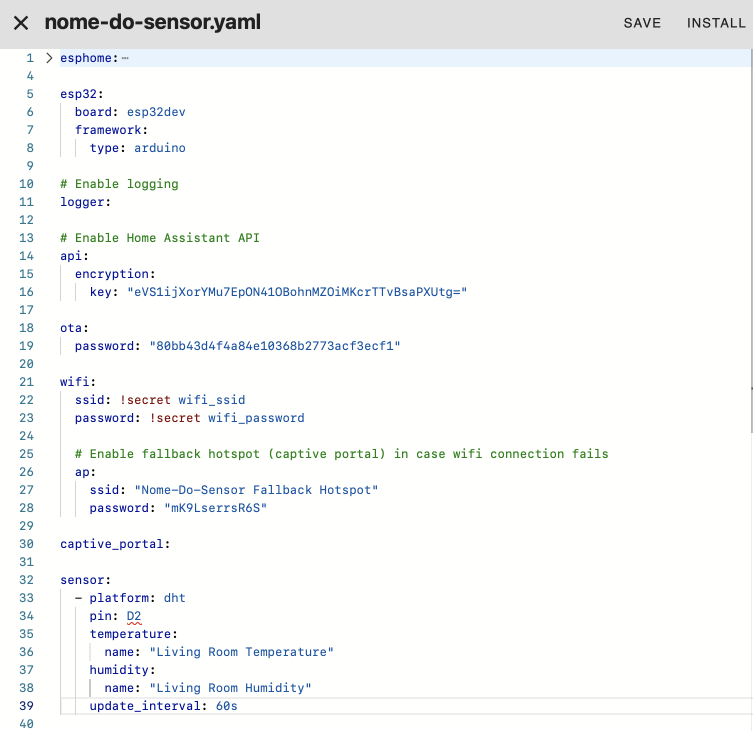 ✕ nome-do-sensor.yaml SAVE INSTALL
1 > esphome:⋯
4
5 esp32:
6   board: esp32dev
7   framework:
8     type: arduino
9
10 # Enable logging
11 logger:
12
13 # Enable Home Assistant API
14 api:
15   encryption:
16     key: "eVS1ijXorYMu7EpON41OBohnMZOiMKcrTTvBsaPXUtg="
17
18 ota:
19   password: "80bb43d4f4a84e10368b2773acf3ecf1"
20
21 wifi:
22   ssid: !secret wifi_ssid
23   password: !secret wifi_password
24
25   # Enable fallback hotspot (captive portal) in case wifi connection fails
26   ap:
27     ssid: "Nome-Do-Sensor Fallback Hotspot"
28     password: "mK9LserrsR6S"
29
30 captive_portal:
31
32 sensor:
33   - platform: dht
34     pin: D2
35     temperature:
36       name: "Living Room Temperature"
37     humidity:
38       name: "Living Room Humidity"
39     update_interval: 60s
40